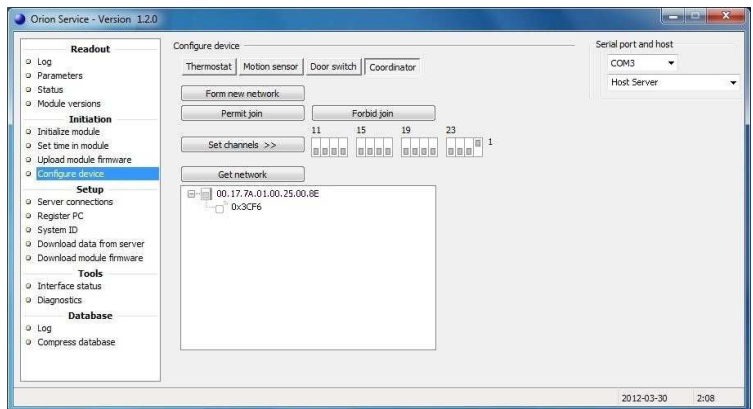 Orion Service - Version 1.2.0
Readout
Log
Parameters
Status
Module versions
Initiation
Initialize module
Set time in module
Upload module firmware
Configure device
Setup
Server connections
Register PC
System ID
Download data from server
Download module firmware
Tools
Interface status
Diagnostics
Database
Log
Compress database
Configure device
Thermostat Motion sensor Door switch Coordinator
Form new network
Permit join Forbid join
11 15 19 23
Set channels >> 1
Get network
00.17.7A.01.00.25.00.8E
0x3CF6
Serial port and host
COM3
Host Server
2012-03-30 2:08